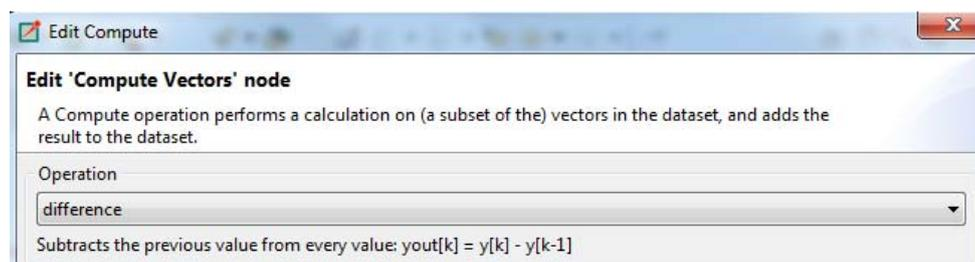 Edit Compute
Edit 'Compute Vectors' node
A Compute operation performs a calculation on (a subset of the) vectors in the dataset, and adds the
result to the dataset.
Operation
difference
Subtracts the previous value from every value: yout[k] = y[k] - y[k-1]